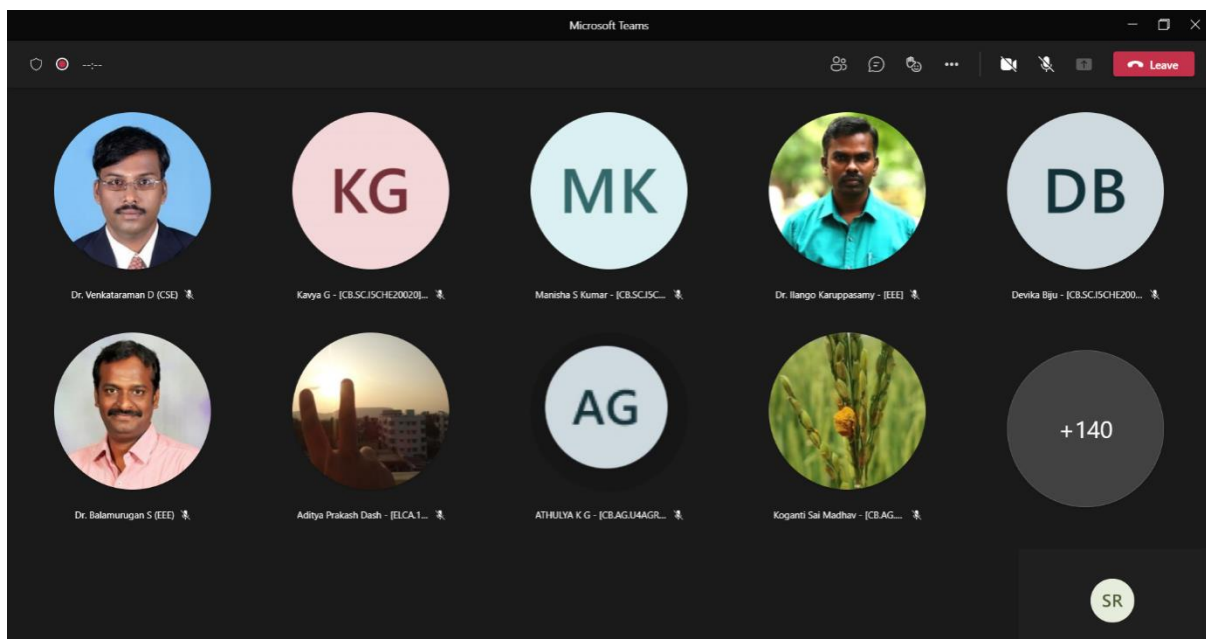 Microsoft Teams
--:--
Leave
KG
MK
DB
Dr. Venkataraman D (CSE)
Kavya G - [CB.SC.I5CHE20020]...
Manisha S Kumar - [CB.SC.I5C...
Dr. Ilango Karuppasamy - [EEE]
Devika Biju - [CB.SC.I5CHE200...
AG
+140
Dr. Balamurugan S (EEE)
Aditya Prakash Dash - [ELCA.1...
ATHULYA K G - [CB.AG.U4AGR...
Koganti Sai Madhav - [CB.AG....
SR